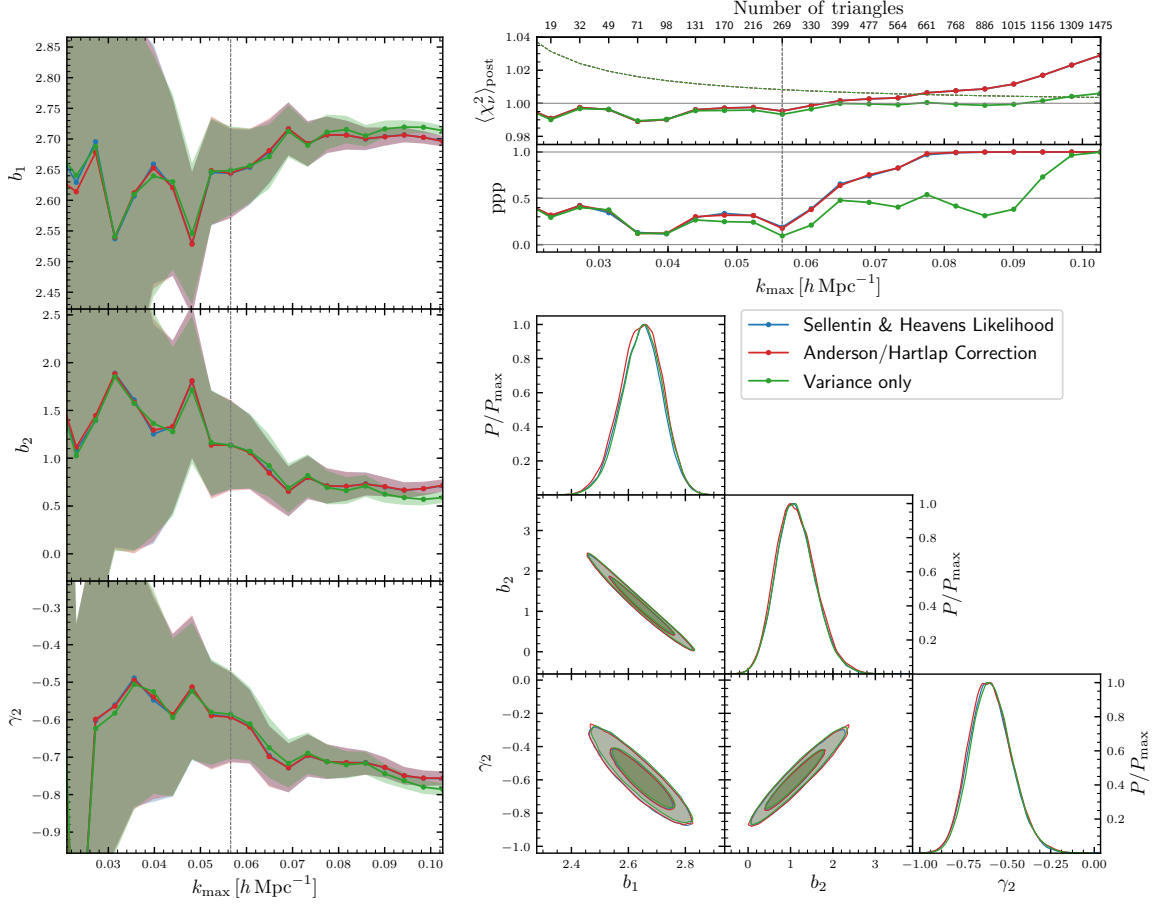 Number of triangles
19 32 49 71 98 131 170 216 269 330 399 477 564 661 768 886 1015 1156 1309 1475
1.04
1.02
1.00
0.98
⟨χ²ᵥ⟩post
1.0
0.5
0.0
ppp
0.03 0.04 0.05 0.06 0.07 0.08 0.09 0.10
kmax [h Mpc⁻¹]
2.85
2.80
2.75
2.70
2.65
2.60
2.55
2.50
2.45
b₁
2.5
2.0
1.5
1.0
0.5
0.0
b₂
−0.3
−0.4
−0.5
−0.6
−0.7
−0.8
−0.9
γ₂
0.03 0.04 0.05 0.06 0.07 0.08 0.09 0.10
kmax [h Mpc⁻¹]
Sellentin & Heavens Likelihood
Anderson/Hartlap Correction
Variance only
1.0
0.8
0.6
0.4
0.2
P/Pmax
3
2
1
0
b₂
1.0
0.8
0.6
0.4
0.2
P/Pmax
0.0
−0.2
−0.4
−0.6
−0.8
−1.0
γ₂
1.0
0.8
0.6
0.4
0.2
P/Pmax
2.4 2.6 2.8
b₁
0 1 2 3
b₂
−1.00 −0.75 −0.50 −0.25 0.00
γ₂